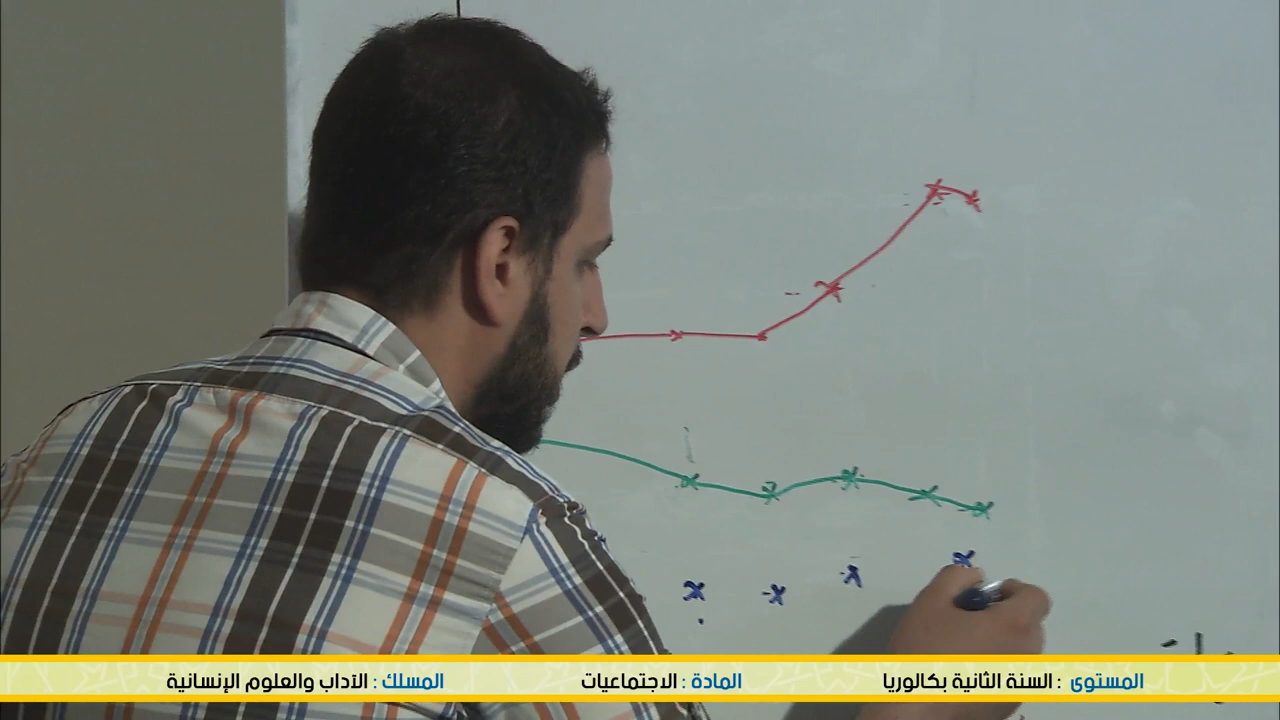 المستوى : السنة الثانية بكالوريا
المادة : الاجتماعيات
المسلك : الآداب والعلوم الإنسانية